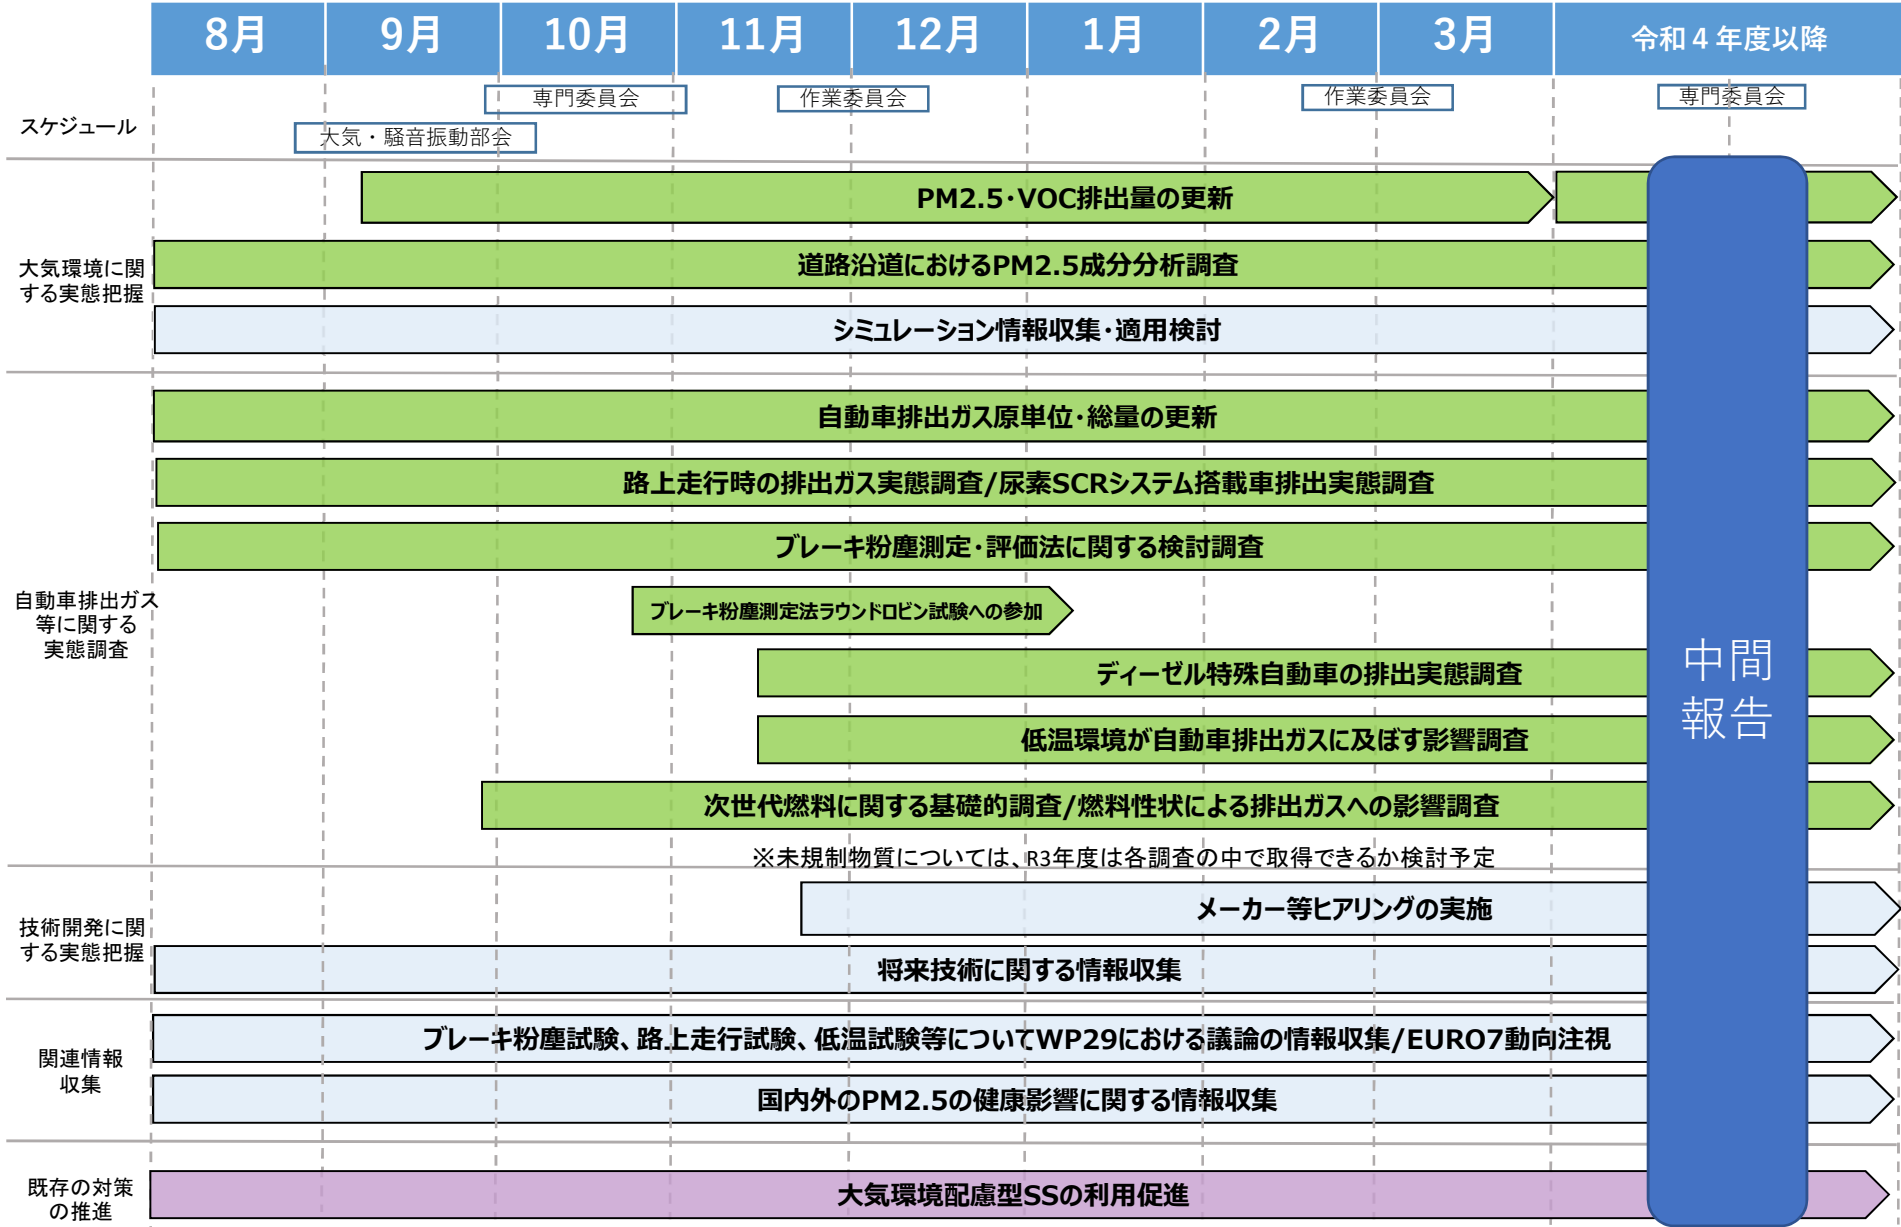 8月 9月 10月 11月 12月 1月 2月 3月 令和４年度以降
スケジュール
専門委員会 作業委員会 作業委員会 専門委員会
大気・騒音振動部会
大気環境に関
する実態把握
PM2.5・VOC排出量の更新
道路沿道におけるPM2.5成分分析調査
シミュレーション情報収集・適用検討
自動車排出ガス
等に関する
実態調査
自動車排出ガス原単位・総量の更新
路上走行時の排出ガス実態調査/尿素SCRシステム搭載車排出実態調査
ブレーキ粉塵測定・評価法に関する検討調査
ブレーキ粉塵測定法ラウンドロビン試験への参加
ディーゼル特殊自動車の排出実態調査
低温環境が自動車排出ガスに及ぼす影響調査
次世代燃料に関する基礎的調査/燃料性状による排出ガスへの影響調査
※未規制物質については、R3年度は各調査の中で取得できるか検討予定
中間
報告
技術開発に関
する実態把握
メーカー等ヒアリングの実施
将来技術に関する情報収集
関連情報
収集
ブレーキ粉塵試験、路上走行試験、低温試験等についてWP29における議論の情報収集/EURO7動向注視
国内外のPM2.5の健康影響に関する情報収集
既存の対策
の推進
大気環境配慮型SSの利用促進